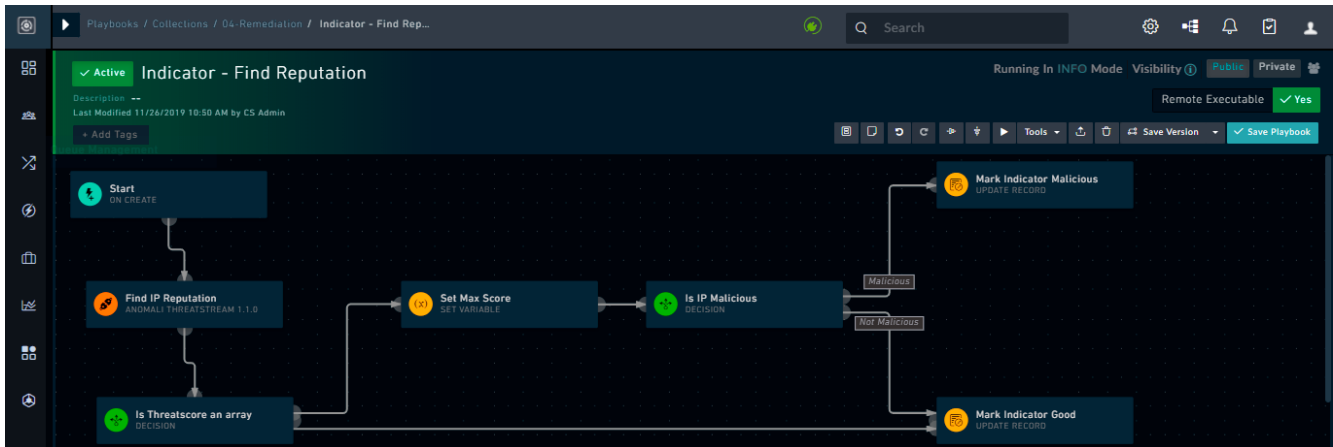 Playbooks / Collections / 04-Remediation / Indicator - Find Rep...
Search
✓ Active Indicator - Find Reputation
Running In INFO Mode Visibility Public Private
Description --
Last Modified 11/26/2019 10:50 AM by CS Admin
Remote Executable ✓ Yes
+ Add Tags
Tools
Save Version
✓ Save Playbook
Start
ON CREATE
Mark Indicator Malicious
UPDATE RECORD
Malicious
Find IP Reputation
ANOMALI THREATSTREAM 1.1.0
Set Max Score
SET VARIABLE
Is IP Malicious
DECISION
Not Malicious
Is Threatscore an array
DECISION
Mark Indicator Good
UPDATE RECORD